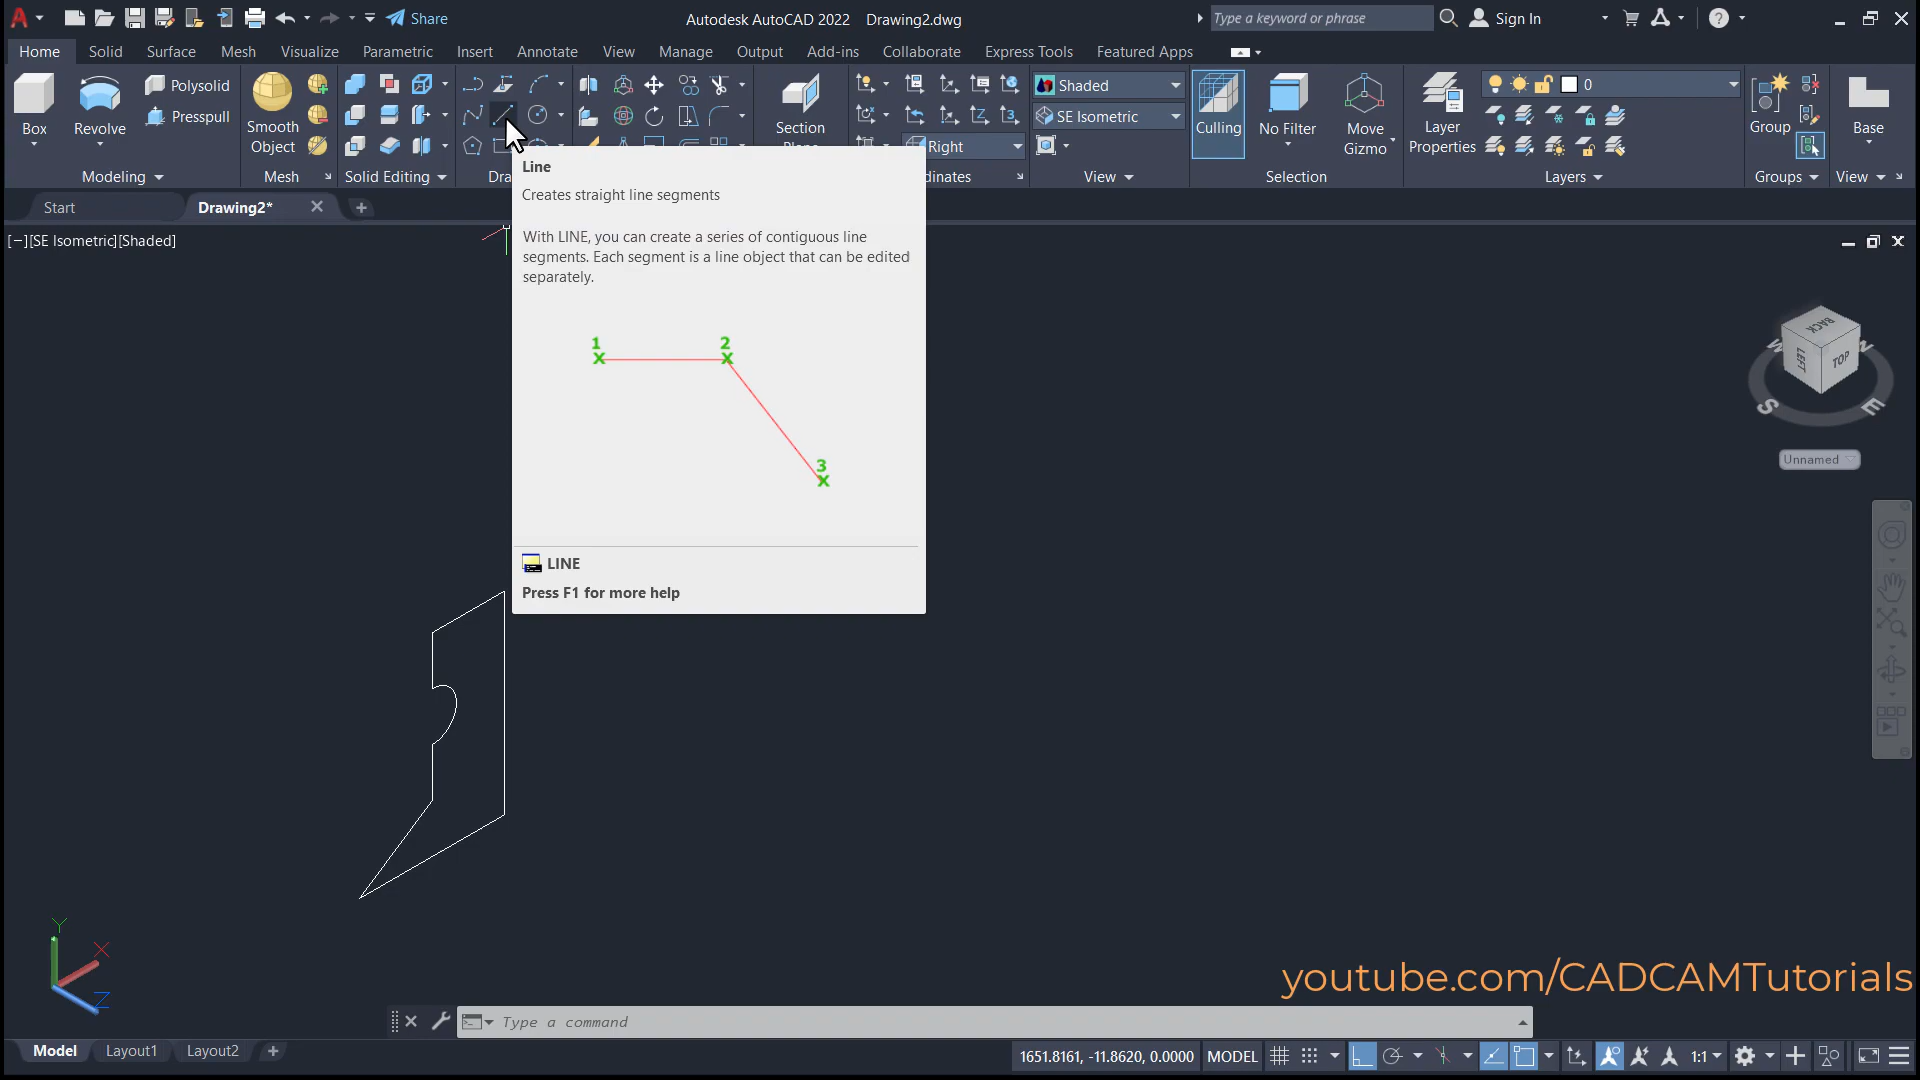 Share
Autodesk AutoCAD 2022 Drawing2.dwg
Type a keyword or phrase
Sign In
Home Solid Surface Mesh Visualize Parametric Insert Annotate View Manage Output Add-ins Collaborate Express Tools Featured Apps
Box
Revolve
Polysolid
Presspull
Smooth
Object
Section
Shaded
SE Isometric
Right
Culling
No Filter
Move
Gizmo
Layer
Properties
0
Group
Base
Modeling
Mesh
Solid Editing
View
Selection
Layers
Groups
View
Start
Drawing2*
[−][SE Isometric][Shaded]
Line
Creates straight line segments
With LINE, you can create a series of contiguous line
segments. Each segment is a line object that can be edited
separately.
1
2
3
LINE
Press F1 for more help
BACK
LEFT
TOP
S
E
Unnamed
Y
X
Z
youtube.com/CADCAMTutorials
Type a command
Model Layout1 Layout2
1651.8161, -11.8620, 0.0000 MODEL
1:1